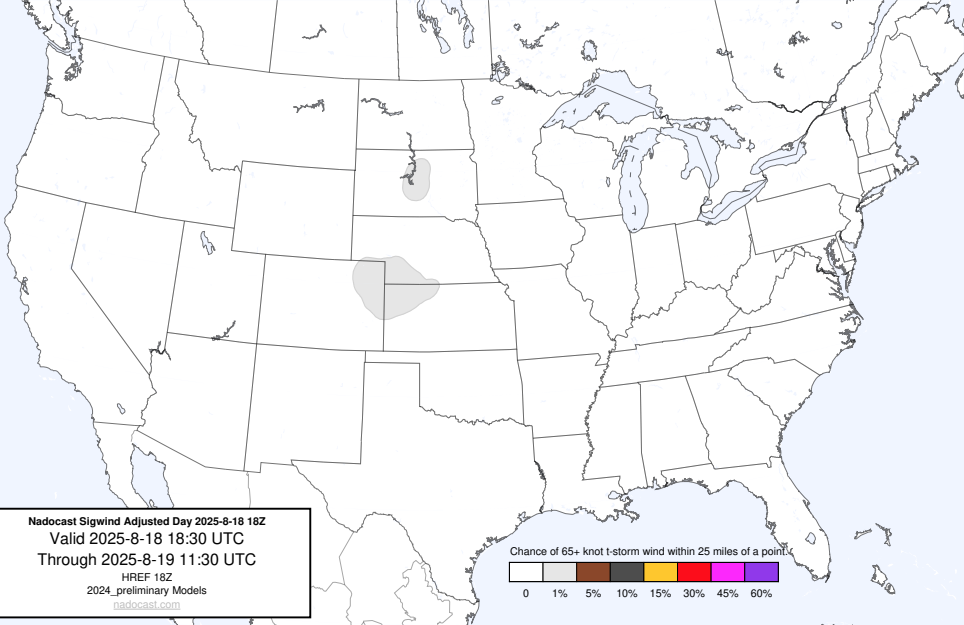 Nadocast Sigwind Adjusted Day 2025-8-18 18Z
Valid 2025-8-18 18:30 UTC
Through 2025-8-19 11:30 UTC
HREF 18Z
2024_preliminary Models
nadocast.com
Chance of 65+ knot t-storm wind within 25 miles of a point.
0 1% 5% 10% 15% 30% 45% 60%